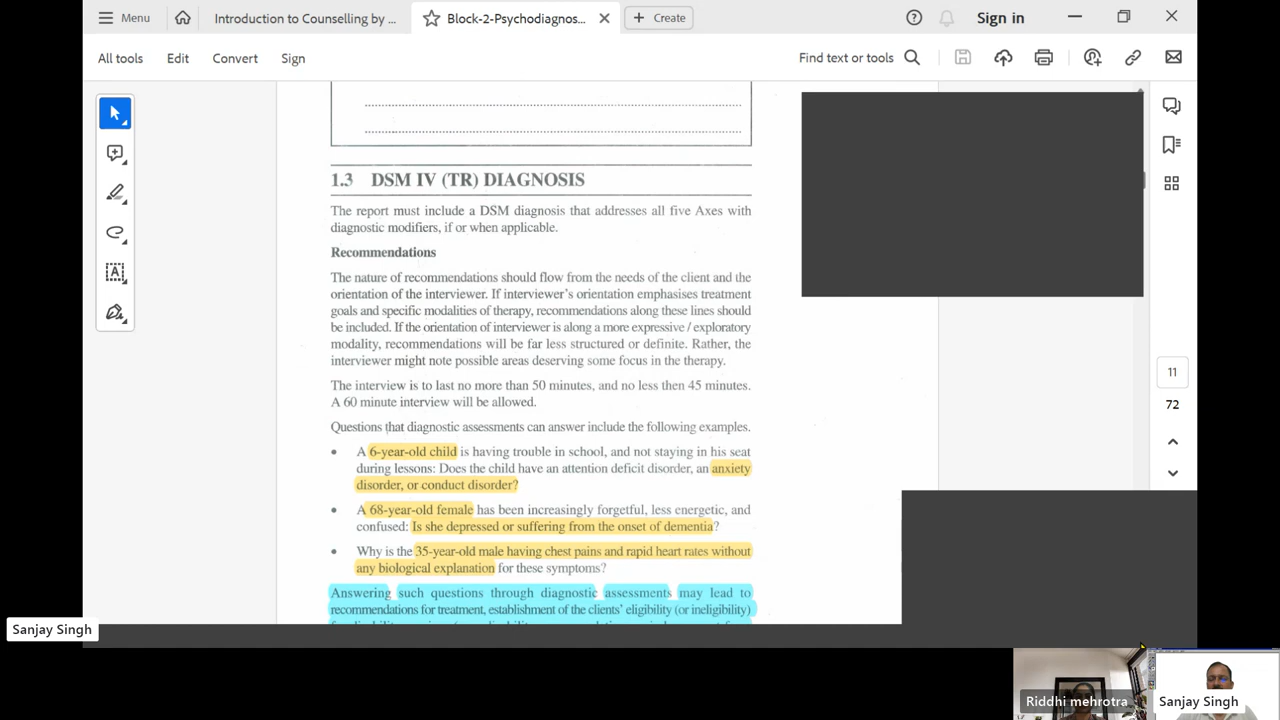 Menu
Introduction to Counselling by ...
Block-2-Psychodiagnos...
Create
Sign in
All tools
Edit
Convert
Sign
Find text or tools
1.3 DSM IV (TR) DIAGNOSIS
The report must include a DSM diagnosis that addresses all five Axes with
diagnostic modifiers, if or when applicable.
Recommendations
The nature of recommendations should flow from the needs of the client and the
orientation of the interviewer. If interviewer's orientation emphasises treatment
goals and specific modalities of therapy, recommendations along these lines should
be included. If the orientation of interviewer is along a more expressive / exploratory
modality, recommendations will be far less structured or definite. Rather, the
interviewer might note possible areas deserving some focus in the therapy.
The interview is to last no more than 50 minutes, and no less then 45 minutes.
A 60 minute interview will be allowed.
Questions that diagnostic assessments can answer include the following examples.
• A 6-year-old child is having trouble in school, and not staying in his seat
during lessons: Does the child have an attention deficit disorder, an anxiety
disorder, or conduct disorder?
• A 68-year-old female has been increasingly forgetful, less energetic, and
confused: Is she depressed or suffering from the onset of dementia?
• Why is the 35-year-old male having chest pains and rapid heart rates without
any biological explanation for these symptoms?
Answering such questions through diagnostic assessments may lead to
recommendations for treatment, establishment of the clients' eligibility (or ineligibility)
11
72
Sanjay Singh
Riddhi mehrotra
Sanjay Singh